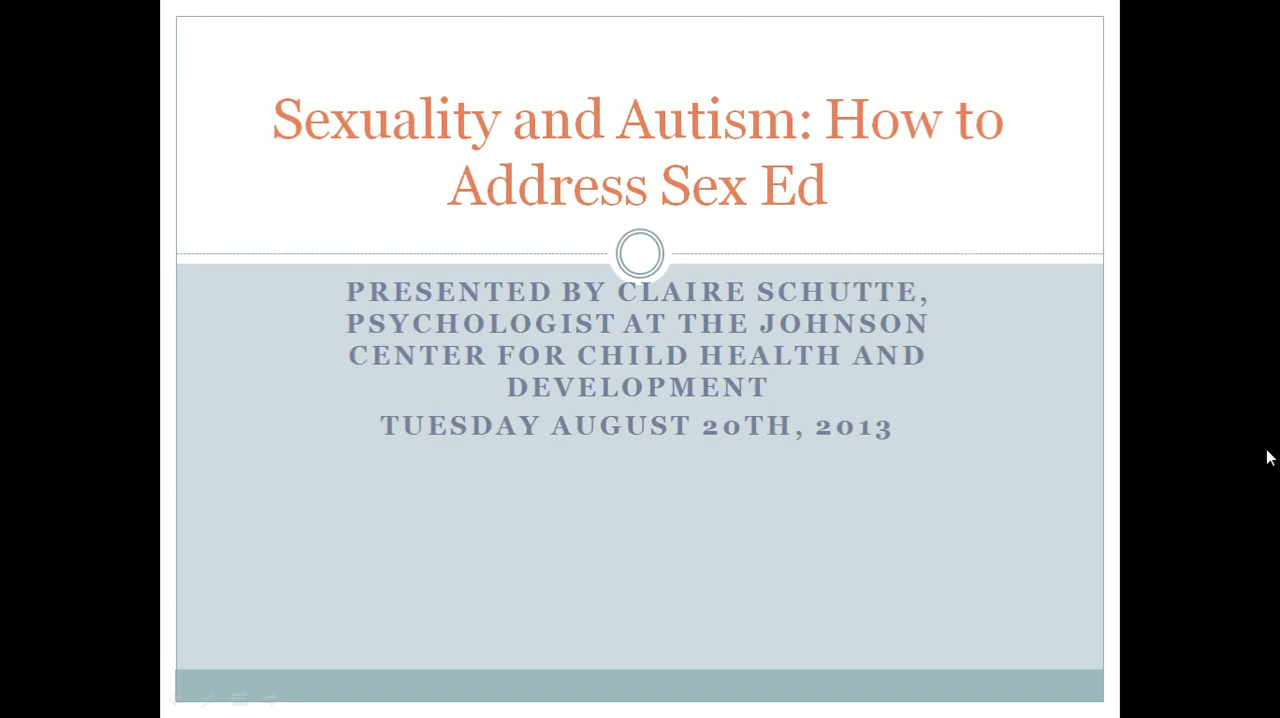 Sexuality and Autism: How to
Address Sex Ed
PRESENTED BY CLAIRE SCHUTTE,
PSYCHOLOGIST AT THE JOHNSON
CENTER FOR CHILD HEALTH AND
DEVELOPMENT
TUESDAY AUGUST 20TH, 2013